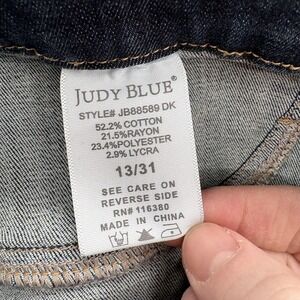 JUDY BLUE®
STYLE# JB88589 DK
52.2% COTTON
21.5%RAYON
23.4%POLYESTER
2.9% LYCRA
13/31
SEE CARE ON
REVERSE SIDE
RN# 116380
MADE IN CHINA